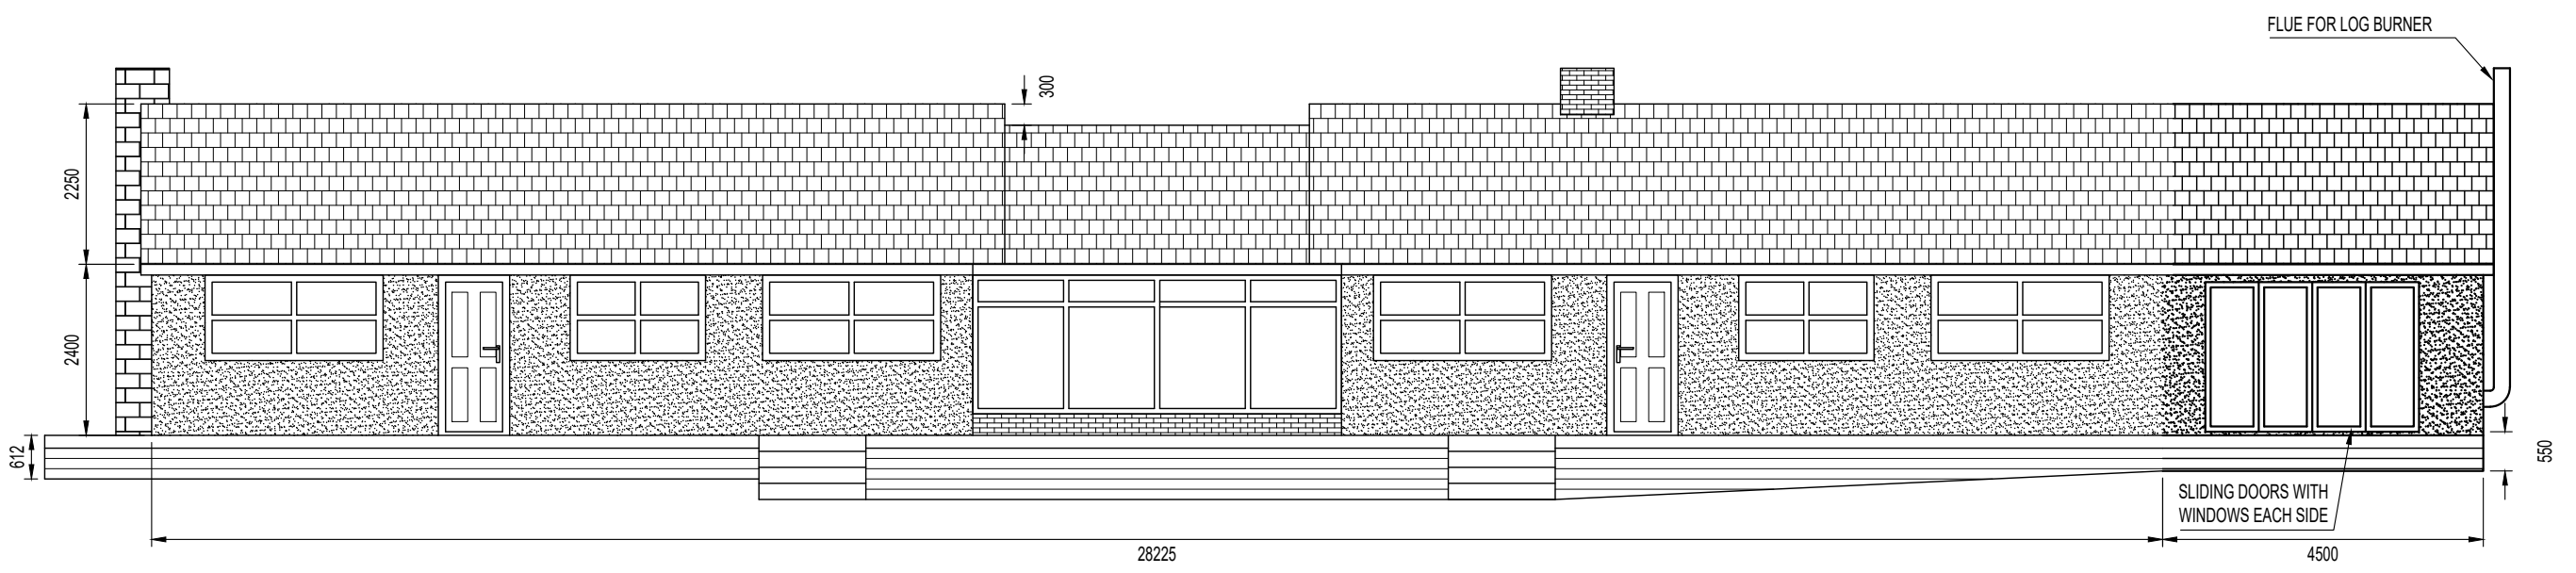 FLUE FOR LOG BURNER
300
2250
2400
612
550
SLIDING DOORS WITH
WINDOWS EACH SIDE
28225
4500